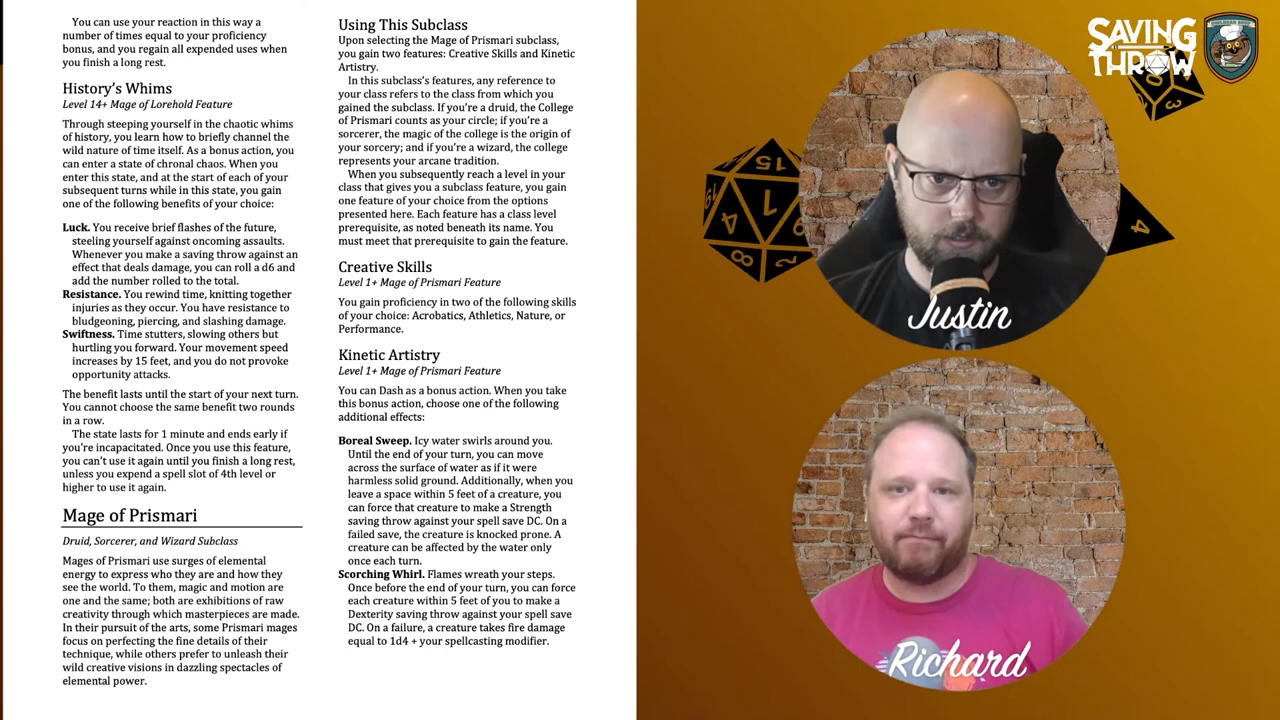 You can use your reaction in this way a
number of times equal to your proficiency
bonus, and you regain all expended uses when
you finish a long rest.
History's Whims
Level 14+ Mage of Lorehold Feature
Through steeping yourself in the chaotic whims
of history, you learn how to briefly channel the
wild nature of time itself. As a bonus action, you
can enter a state of chronal chaos. When you
enter this state, and at the start of each of your
subsequent turns while in this state, you gain
one of the following benefits of your choice:
Luck. You receive brief flashes of the future,
steeling yourself against oncoming assaults.
Whenever you make a saving throw against an
effect that deals damage, you can roll a d6 and
add the number rolled to the total.
Resistance. You rewind time, knitting together
injuries as they occur. You have resistance to
bludgeoning, piercing, and slashing damage.
Swiftness. Time stutters, slowing others but
hurtling you forward. Your movement speed
increases by 15 feet, and you do not provoke
opportunity attacks.
The benefit lasts until the start of your next turn.
You cannot choose the same benefit two rounds
in a row.
The state lasts for 1 minute and ends early if
you're incapacitated. Once you use this feature,
you can't use it again until you finish a long rest,
unless you expend a spell slot of 4th level or
higher to use it again.
Mage of Prismari
Druid, Sorcerer, and Wizard Subclass
Mages of Prismari use surges of elemental
energy to express who they are and how they
see the world. To them, magic and motion are
one and the same; both are exhibitions of raw
creativity through which masterpieces are made.
In their pursuit of the arts, some Prismari mages
focus on perfecting the fine details of their
technique, while others prefer to unleash their
wild creative visions in dazzling spectacles of
elemental power.
Using This Subclass
Upon selecting the Mage of Prismari subclass,
you gain two features: Creative Skills and Kinetic
Artistry.
In this subclass's features, any reference to
your class refers to the class from which you
gained the subclass. If you're a druid, the College
of Prismari counts as your circle; if you're a
sorcerer, the magic of the college is the origin of
your sorcery; and if you're a wizard, the college
represents your arcane tradition.
When you subsequently reach a level in your
class that gives you a subclass feature, you gain
one feature of your choice from the options
presented here. Each feature has a class level
prerequisite, as noted beneath its name. You
must meet that prerequisite to gain the feature.
Creative Skills
Level 1+ Mage of Prismari Feature
You gain proficiency in two of the following skills
of your choice: Acrobatics, Athletics, Nature, or
Performance.
Kinetic Artistry
Level 1+ Mage of Prismari Feature
You can Dash as a bonus action. When you take
this bonus action, choose one of the following
additional effects:
Boreal Sweep. Icy water swirls around you.
Until the end of your turn, you can move
across the surface of water as if it were
harmless solid ground. Additionally, when you
leave a space within 5 feet of a creature, you
can force that creature to make a Strength
saving throw against your spell save DC. On a
failed save, the creature is knocked prone. A
creature can be affected by the water only
once each turn.
Scorching Whirl. Flames wreath your steps.
Once before the end of your turn, you can force
each creature within 5 feet of you to make a
Dexterity saving throw against your spell save
DC. On a failure, a creature takes fire damage
equal to 1d4 + your spellcasting modifier.
SAVING
THROW
15
1
4
8
2
4
3
Justin
Richard